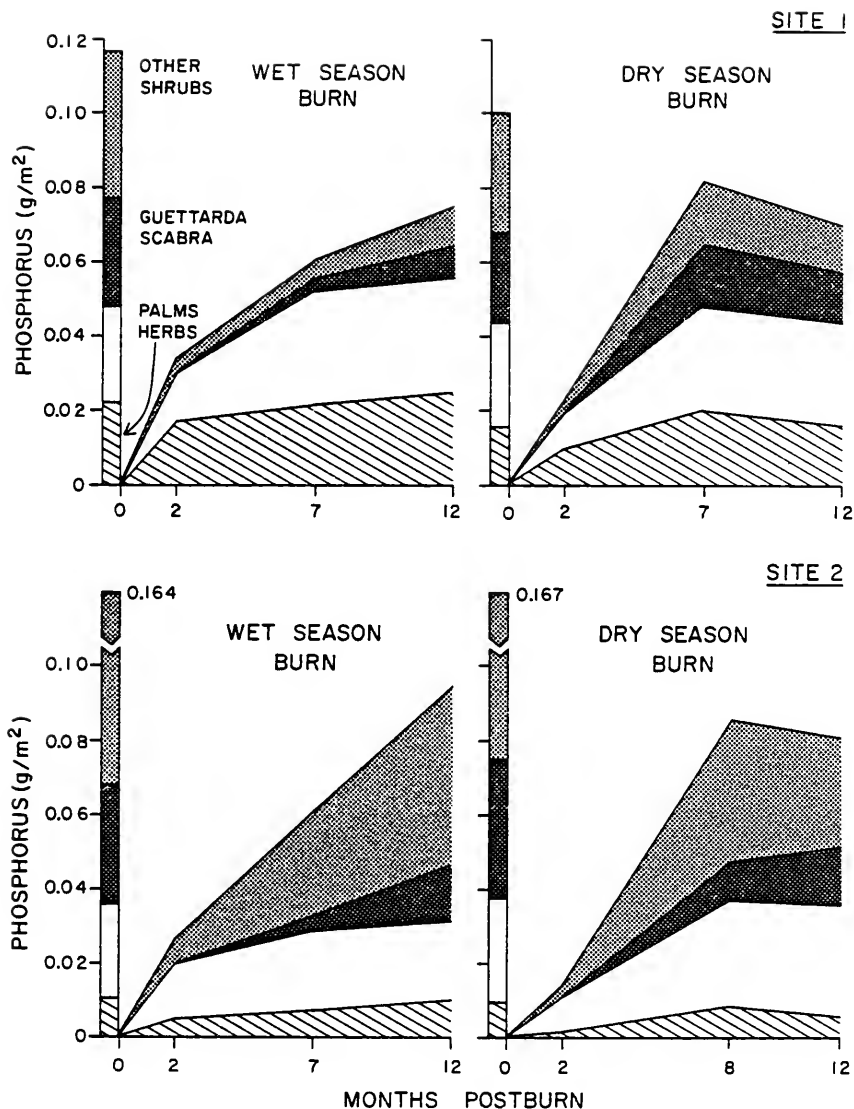 SITE 1
WET SEASON
BURN
DRY SEASON
BURN
OTHER
SHRUBS
GUETTARDA
SCABRA
PALMS
HERBS
PHOSPHORUS (g/m²)
0.12
0.10
0.08
0.06
0.04
0.02
0
0 2 7 12
0 2 7 12
SITE 2
0.164
WET SEASON
BURN
0.167
DRY SEASON
BURN
PHOSPHORUS (g/m²)
0.10
0.08
0.06
0.04
0.02
0
0 2 7 12
0 2 8 12
MONTHS POSTBURN